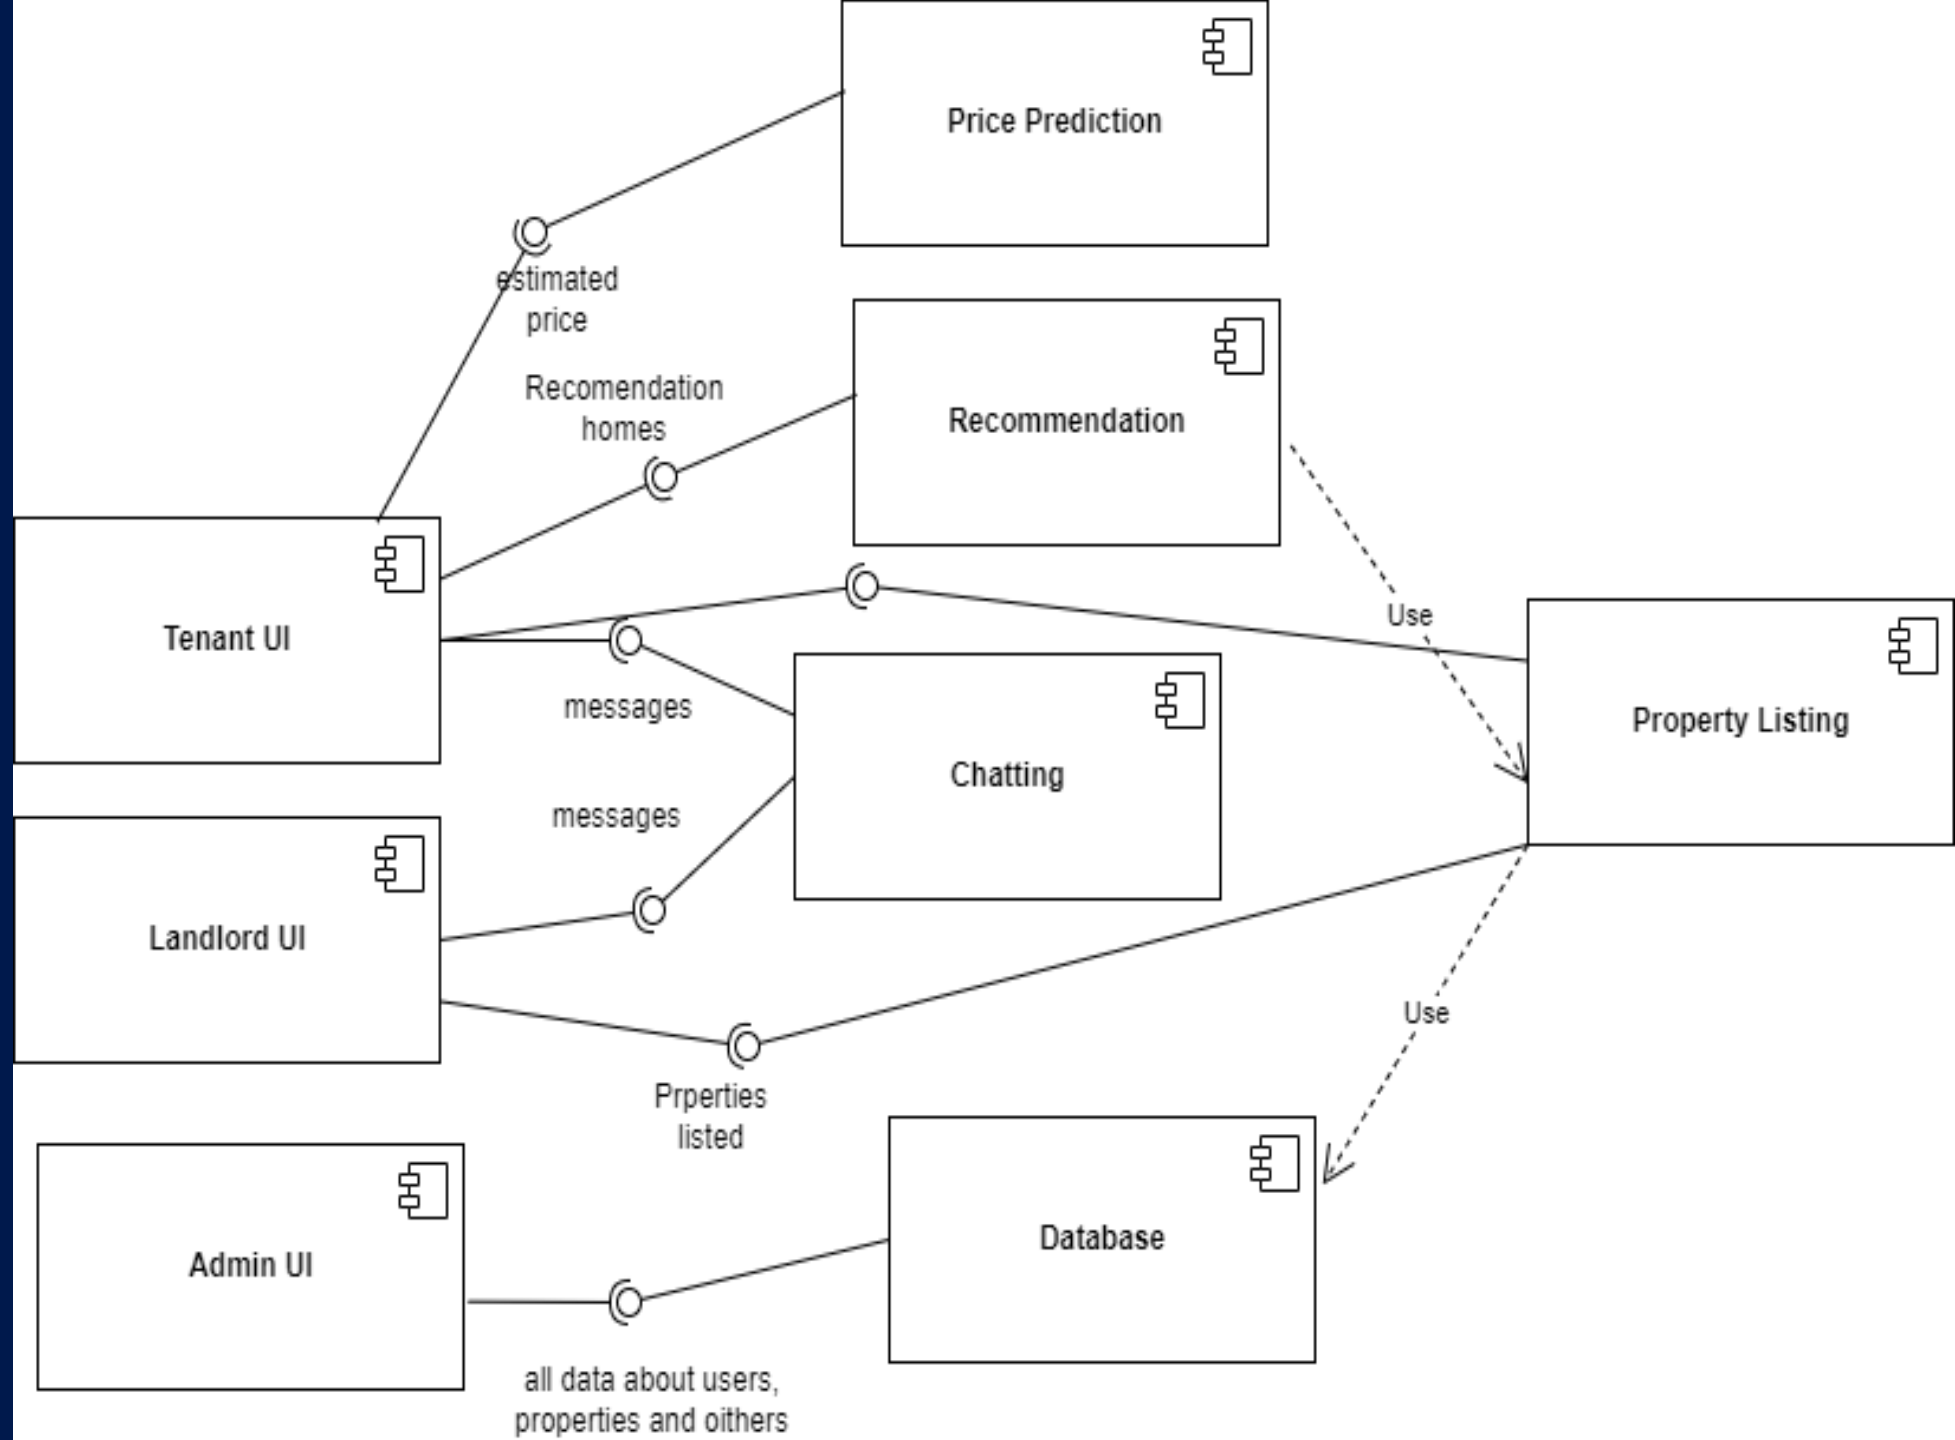 Price Prediction
estimated
price
Recomendation
homes
Recommendation
Use
Tenant UI
messages
Property Listing
Chatting
messages
Landlord UI
Use
Prperties
listed
Database
Admin UI
all data about users,
properties and oithers